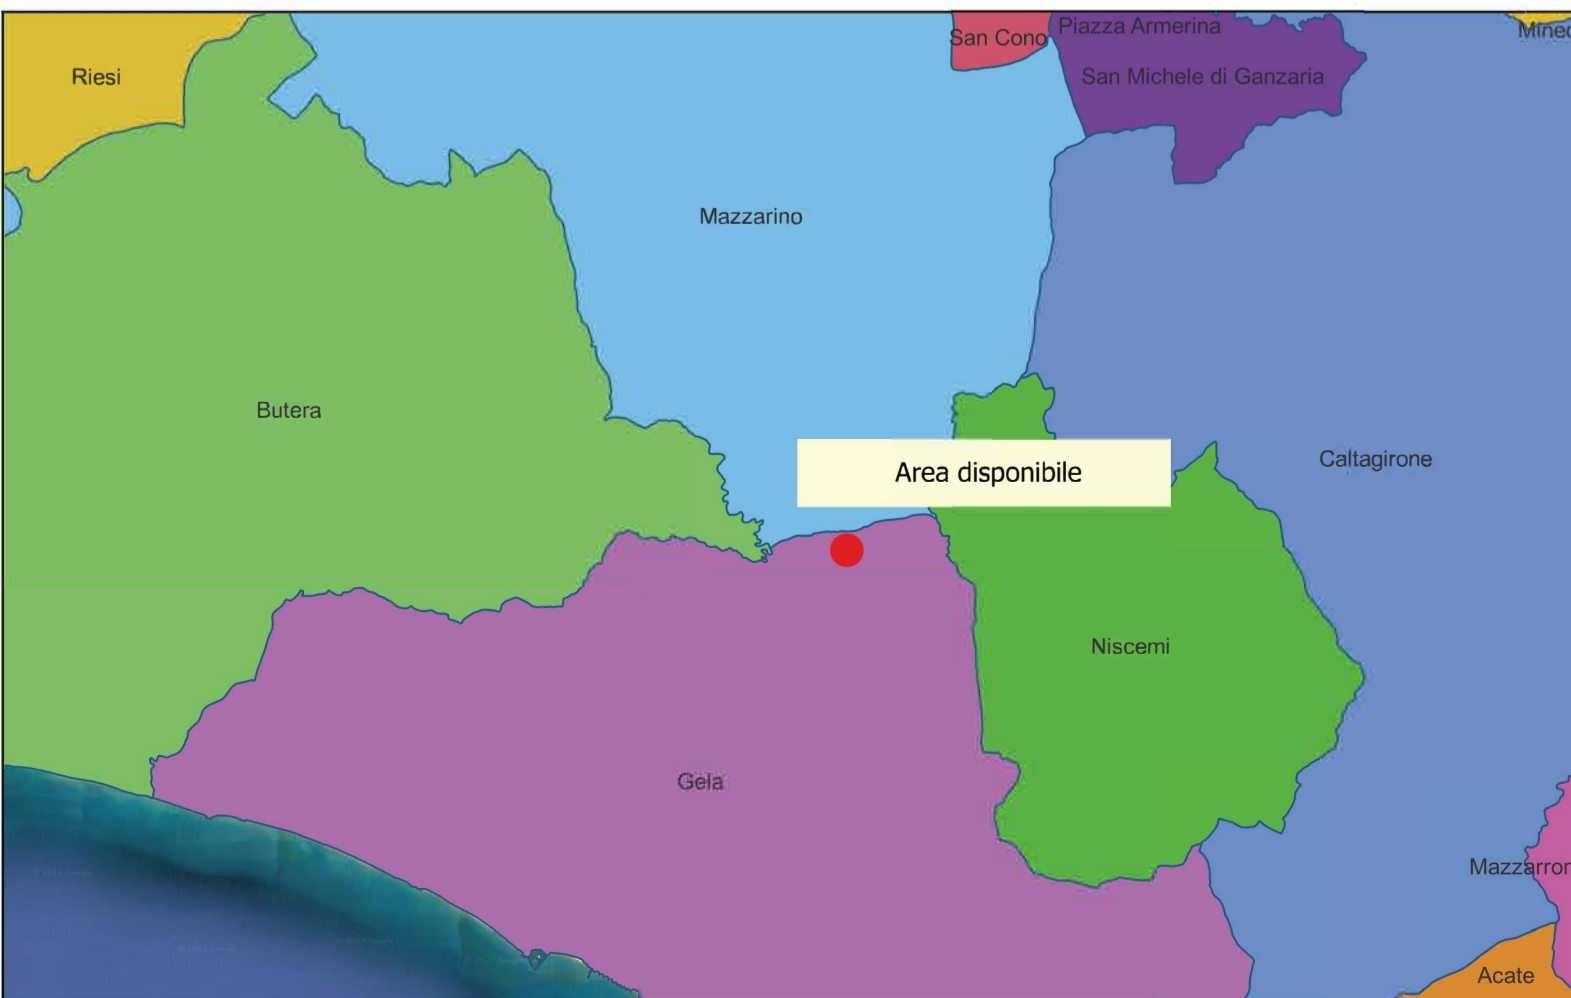 Piazza Armerina
San Cono
Riesi
San Michele di Ganzaria
Mazzarino
Butera
Caltagirone
Area disponibile
Niscemi
Gela
Acate